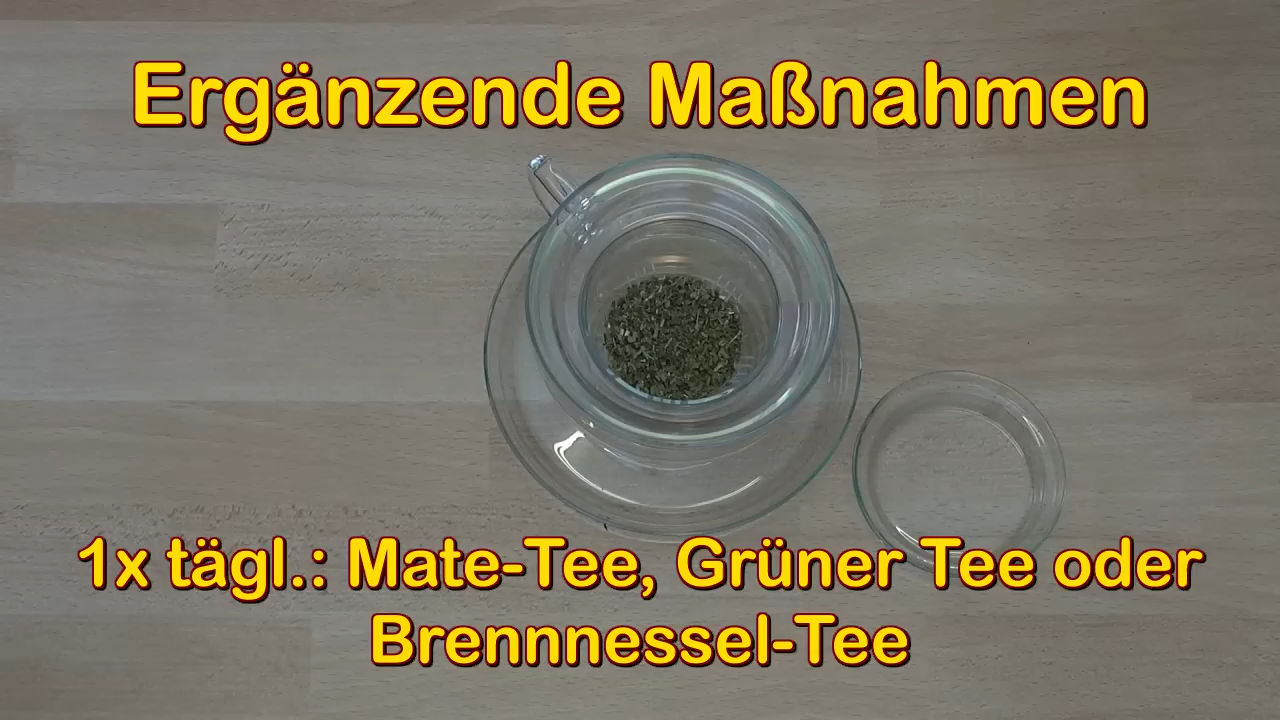 Ergänzende Maßnahmen
1x tägl.: Mate-Tee, Grüner Tee oder
Brennnessel-Tee